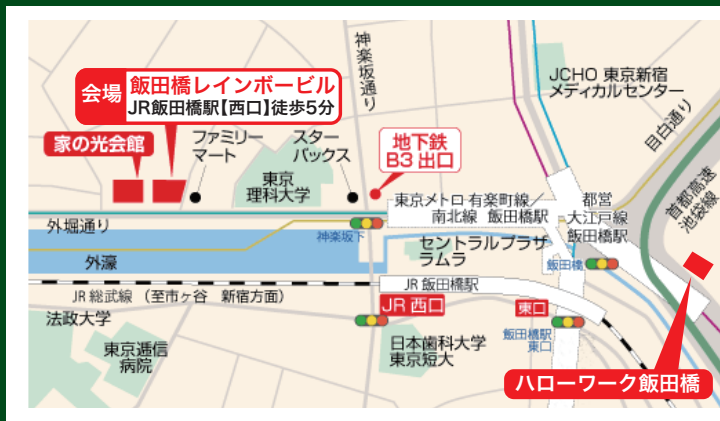 神楽坂通り
会場
飯田橋レインボービル
JR飯田橋駅【西口】徒歩5分
JCHO 東京新宿
メディカルセンター
目白通り
家の光会館
ファミリー
マート
スター
バックス
地下鉄
B3 出口
東京
理科大学
首都高速
池袋線
東京メトロ 有楽町線／
南北線 飯田橋駅
都営
大江戸線
飯田橋駅
外堀通り
神楽坂下
セントラルプラザ
ラムラ
飯田橋
外濠
JR 飯田橋駅
JR 総武線 （至市ヶ谷 新宿方面）
JR 西口
東口
法政大学
飯田橋駅
東口
東京逓信
病院
日本歯科大学
東京短大
ハローワーク飯田橋